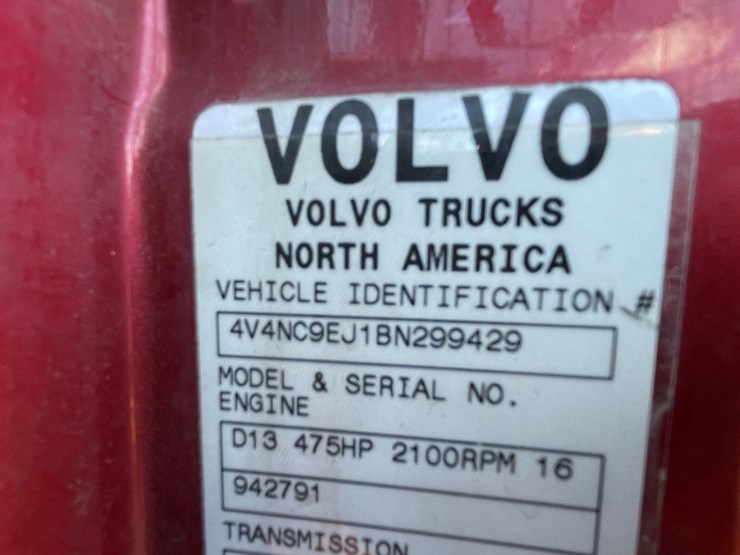 VOLVO
VOLVO TRUCKS
NORTH AMERICA
VEHICLE IDENTIFICATION #
4V4NC9EJ1BN299429
MODEL & SERIAL NO.
ENGINE
D13 475HP 2100RPM 16
942791
TRANSMISSION